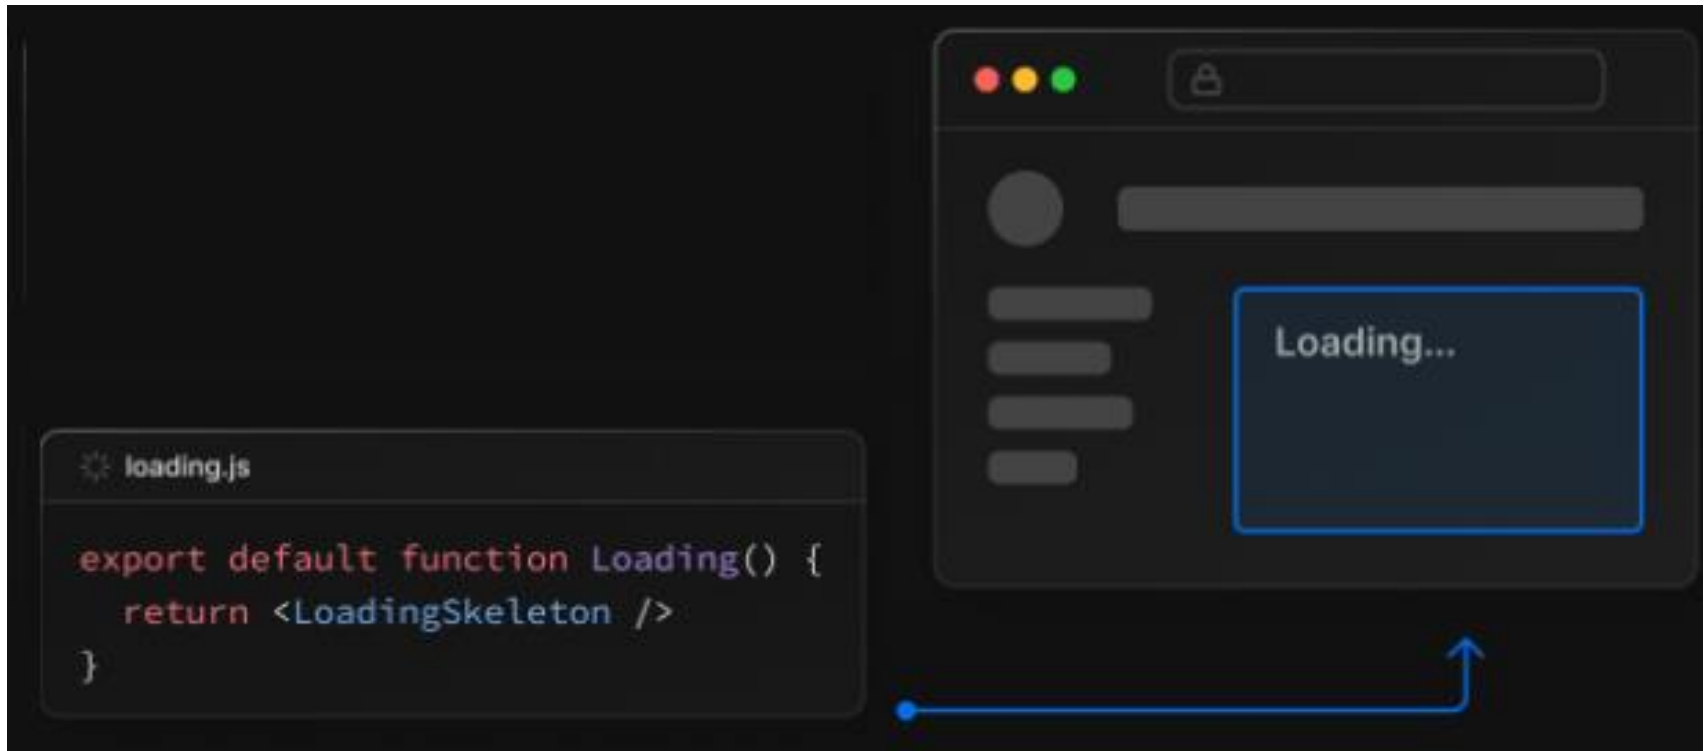 Loading...
loading.js
export default function Loading() {
  return <LoadingSkeleton />
}